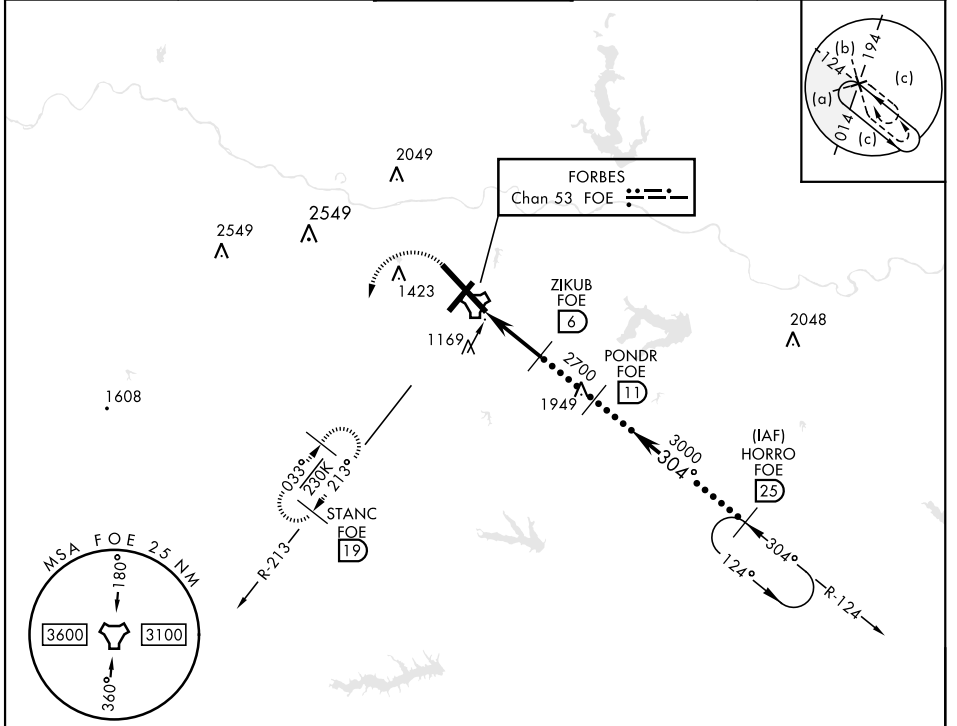 (b)
194
124
(c)
(a)
014
(c)
2049
2549
2549
1423
1169
FORBES
Chan 53 FOE
ZIKUB
FOE
6
2700
PONDR
FOE
11
1949
2048
3000
304°
(IAF)
HORRO
FOE
25
304°
124°
R-124
1608
033°
230K
213°
STANC
FOE
19
R-213
MSA FOE 25 NM
180°
3600
3100
360°